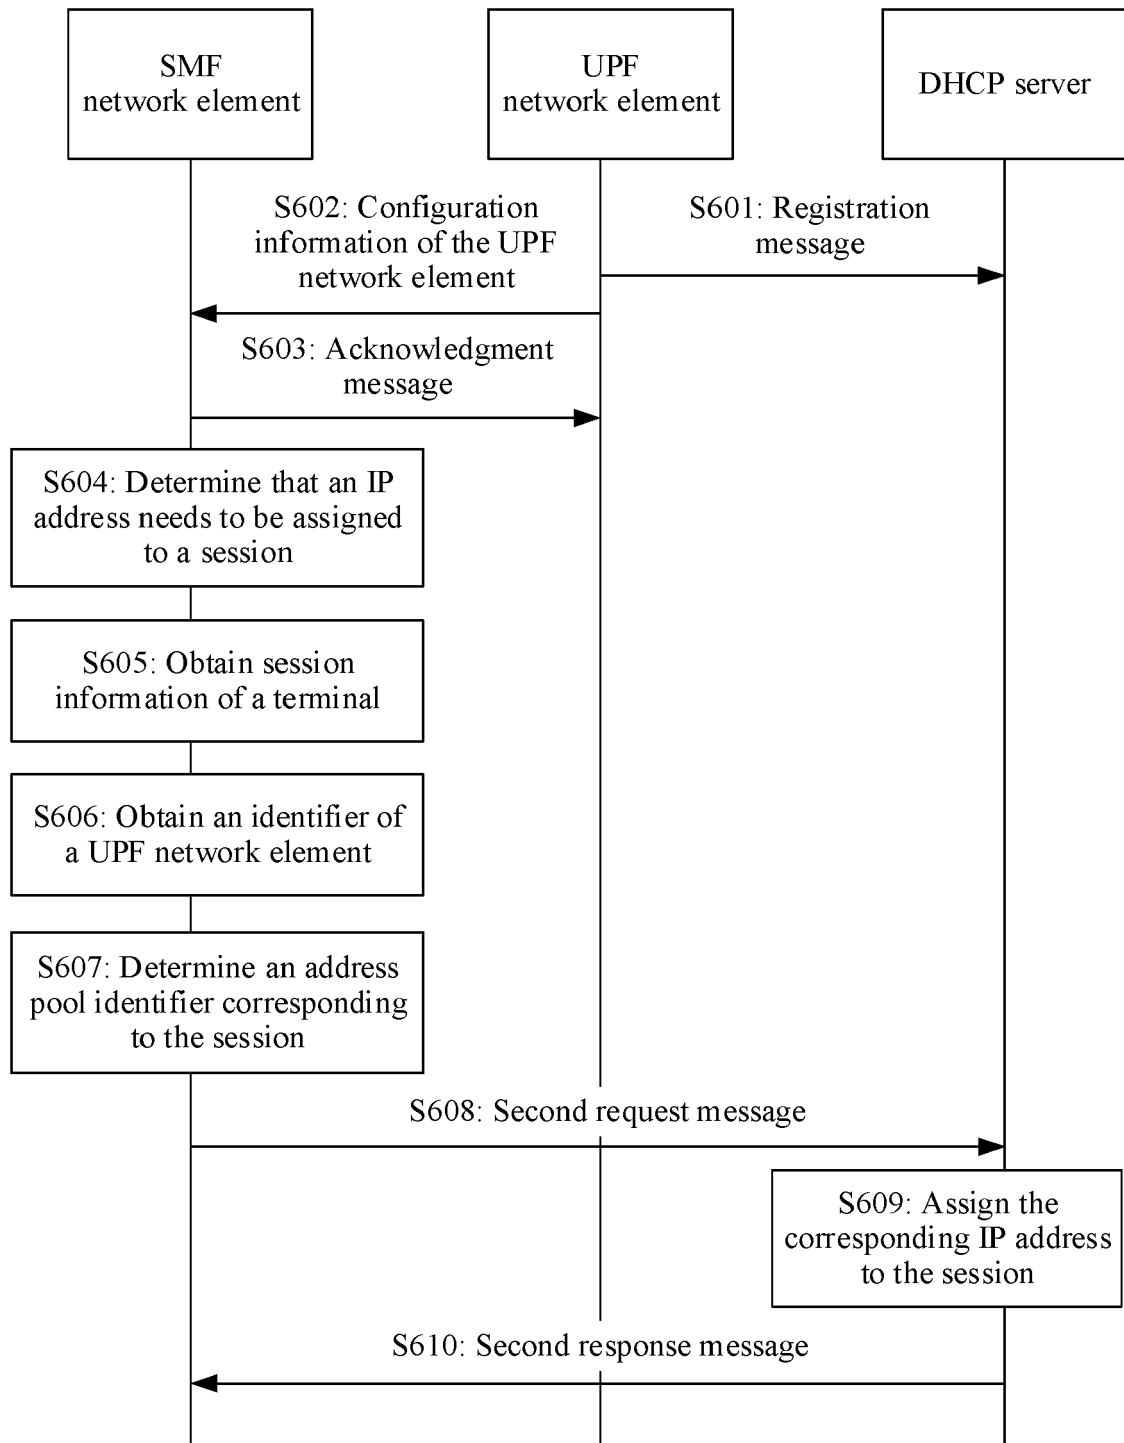 SMF
network element
UPF
network element
DHCP server
S602: Configuration
information of the UPF
network element
S601: Registration
message
S603: Acknowledgment
message
S604: Determine that an IP
address needs to be assigned
to a session
S605: Obtain session
information of a terminal
S606: Obtain an identifier of
a UPF network element
S607: Determine an address
pool identifier corresponding
to the session
S608: Second request message
S609: Assign the
corresponding IP address
to the session
S610: Second response message